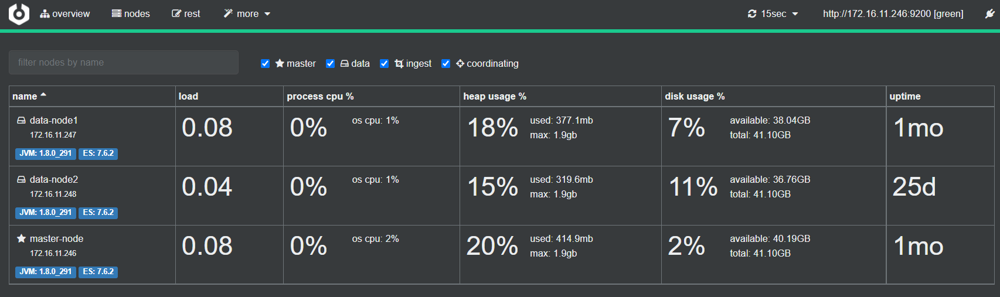 overview nodes rest more 15sec http://172.16.11.246:9200 [green]
filter nodes by name master data ingest coordinating
name load process cpu % heap usage % disk usage % uptime
data-node1 0.08 0% os cpu: 1% 18% used: 377.1mb 7% available: 38.04GB 1mo
172.16.11.247 max: 1.9gb total: 41.10GB
JVM: 1.8.0_291 ES: 7.6.2
data-node2 0.04 0% os cpu: 1% 15% used: 319.6mb 11% available: 36.76GB 25d
172.16.11.248 max: 1.9gb total: 41.10GB
JVM: 1.8.0_291 ES: 7.6.2
master-node 0.08 0% os cpu: 2% 20% used: 414.9mb 2% available: 40.19GB 1mo
172.16.11.246 max: 1.9gb total: 41.10GB
JVM: 1.8.0_291 ES: 7.6.2